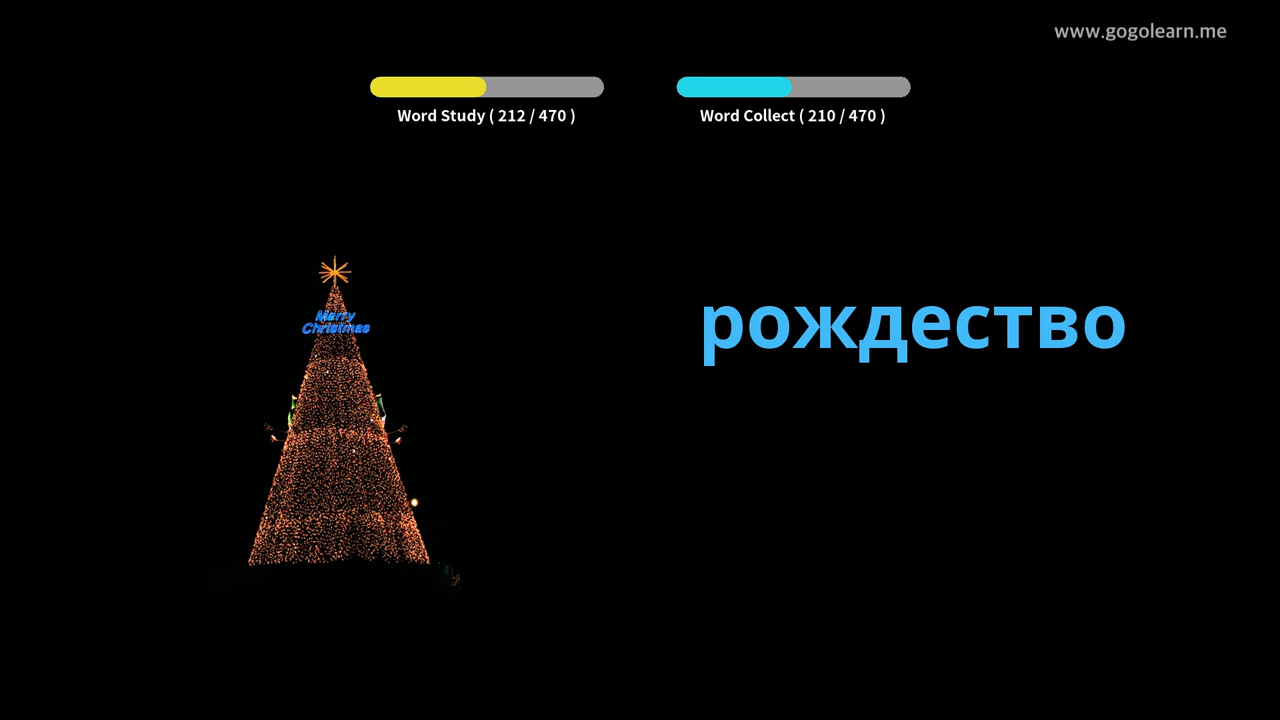 www.gogolearn.me
Word Study ( 212 / 470 )
Word Collect ( 210 / 470 )
Merry
Christmas
рождество